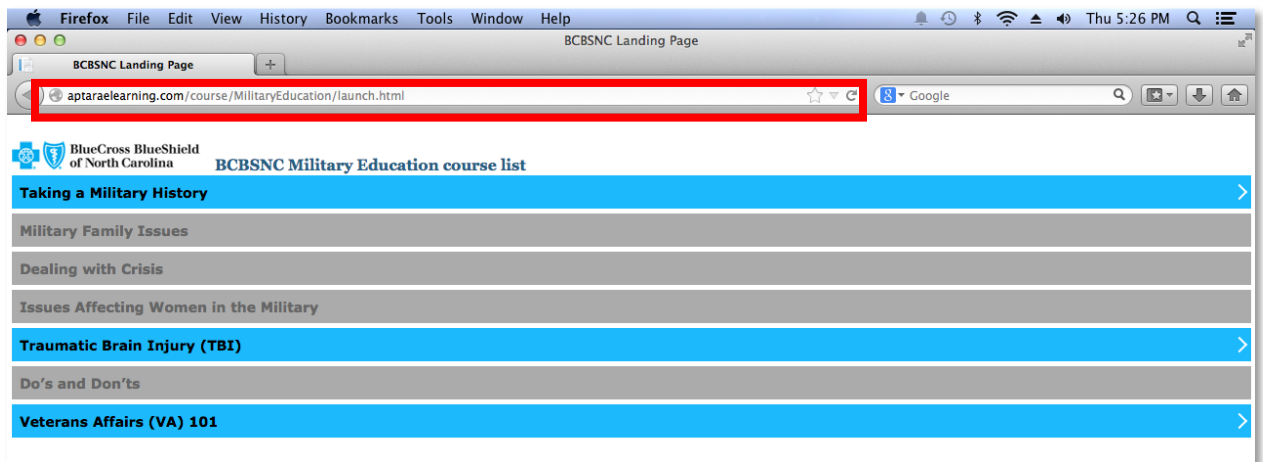 Firefox File Edit View History Bookmarks Tools Window Help Thu 5:26 PM
BCBSNC Landing Page
BCBSNC Landing Page
aptaraelearning.com/course/MilitaryEducation/launch.html
Google
BlueCross BlueShield
of North Carolina
BCBSNC Military Education course list
Taking a Military History
Military Family Issues
Dealing with Crisis
Issues Affecting Women in the Military
Traumatic Brain Injury (TBI)
Do's and Don'ts
Veterans Affairs (VA) 101